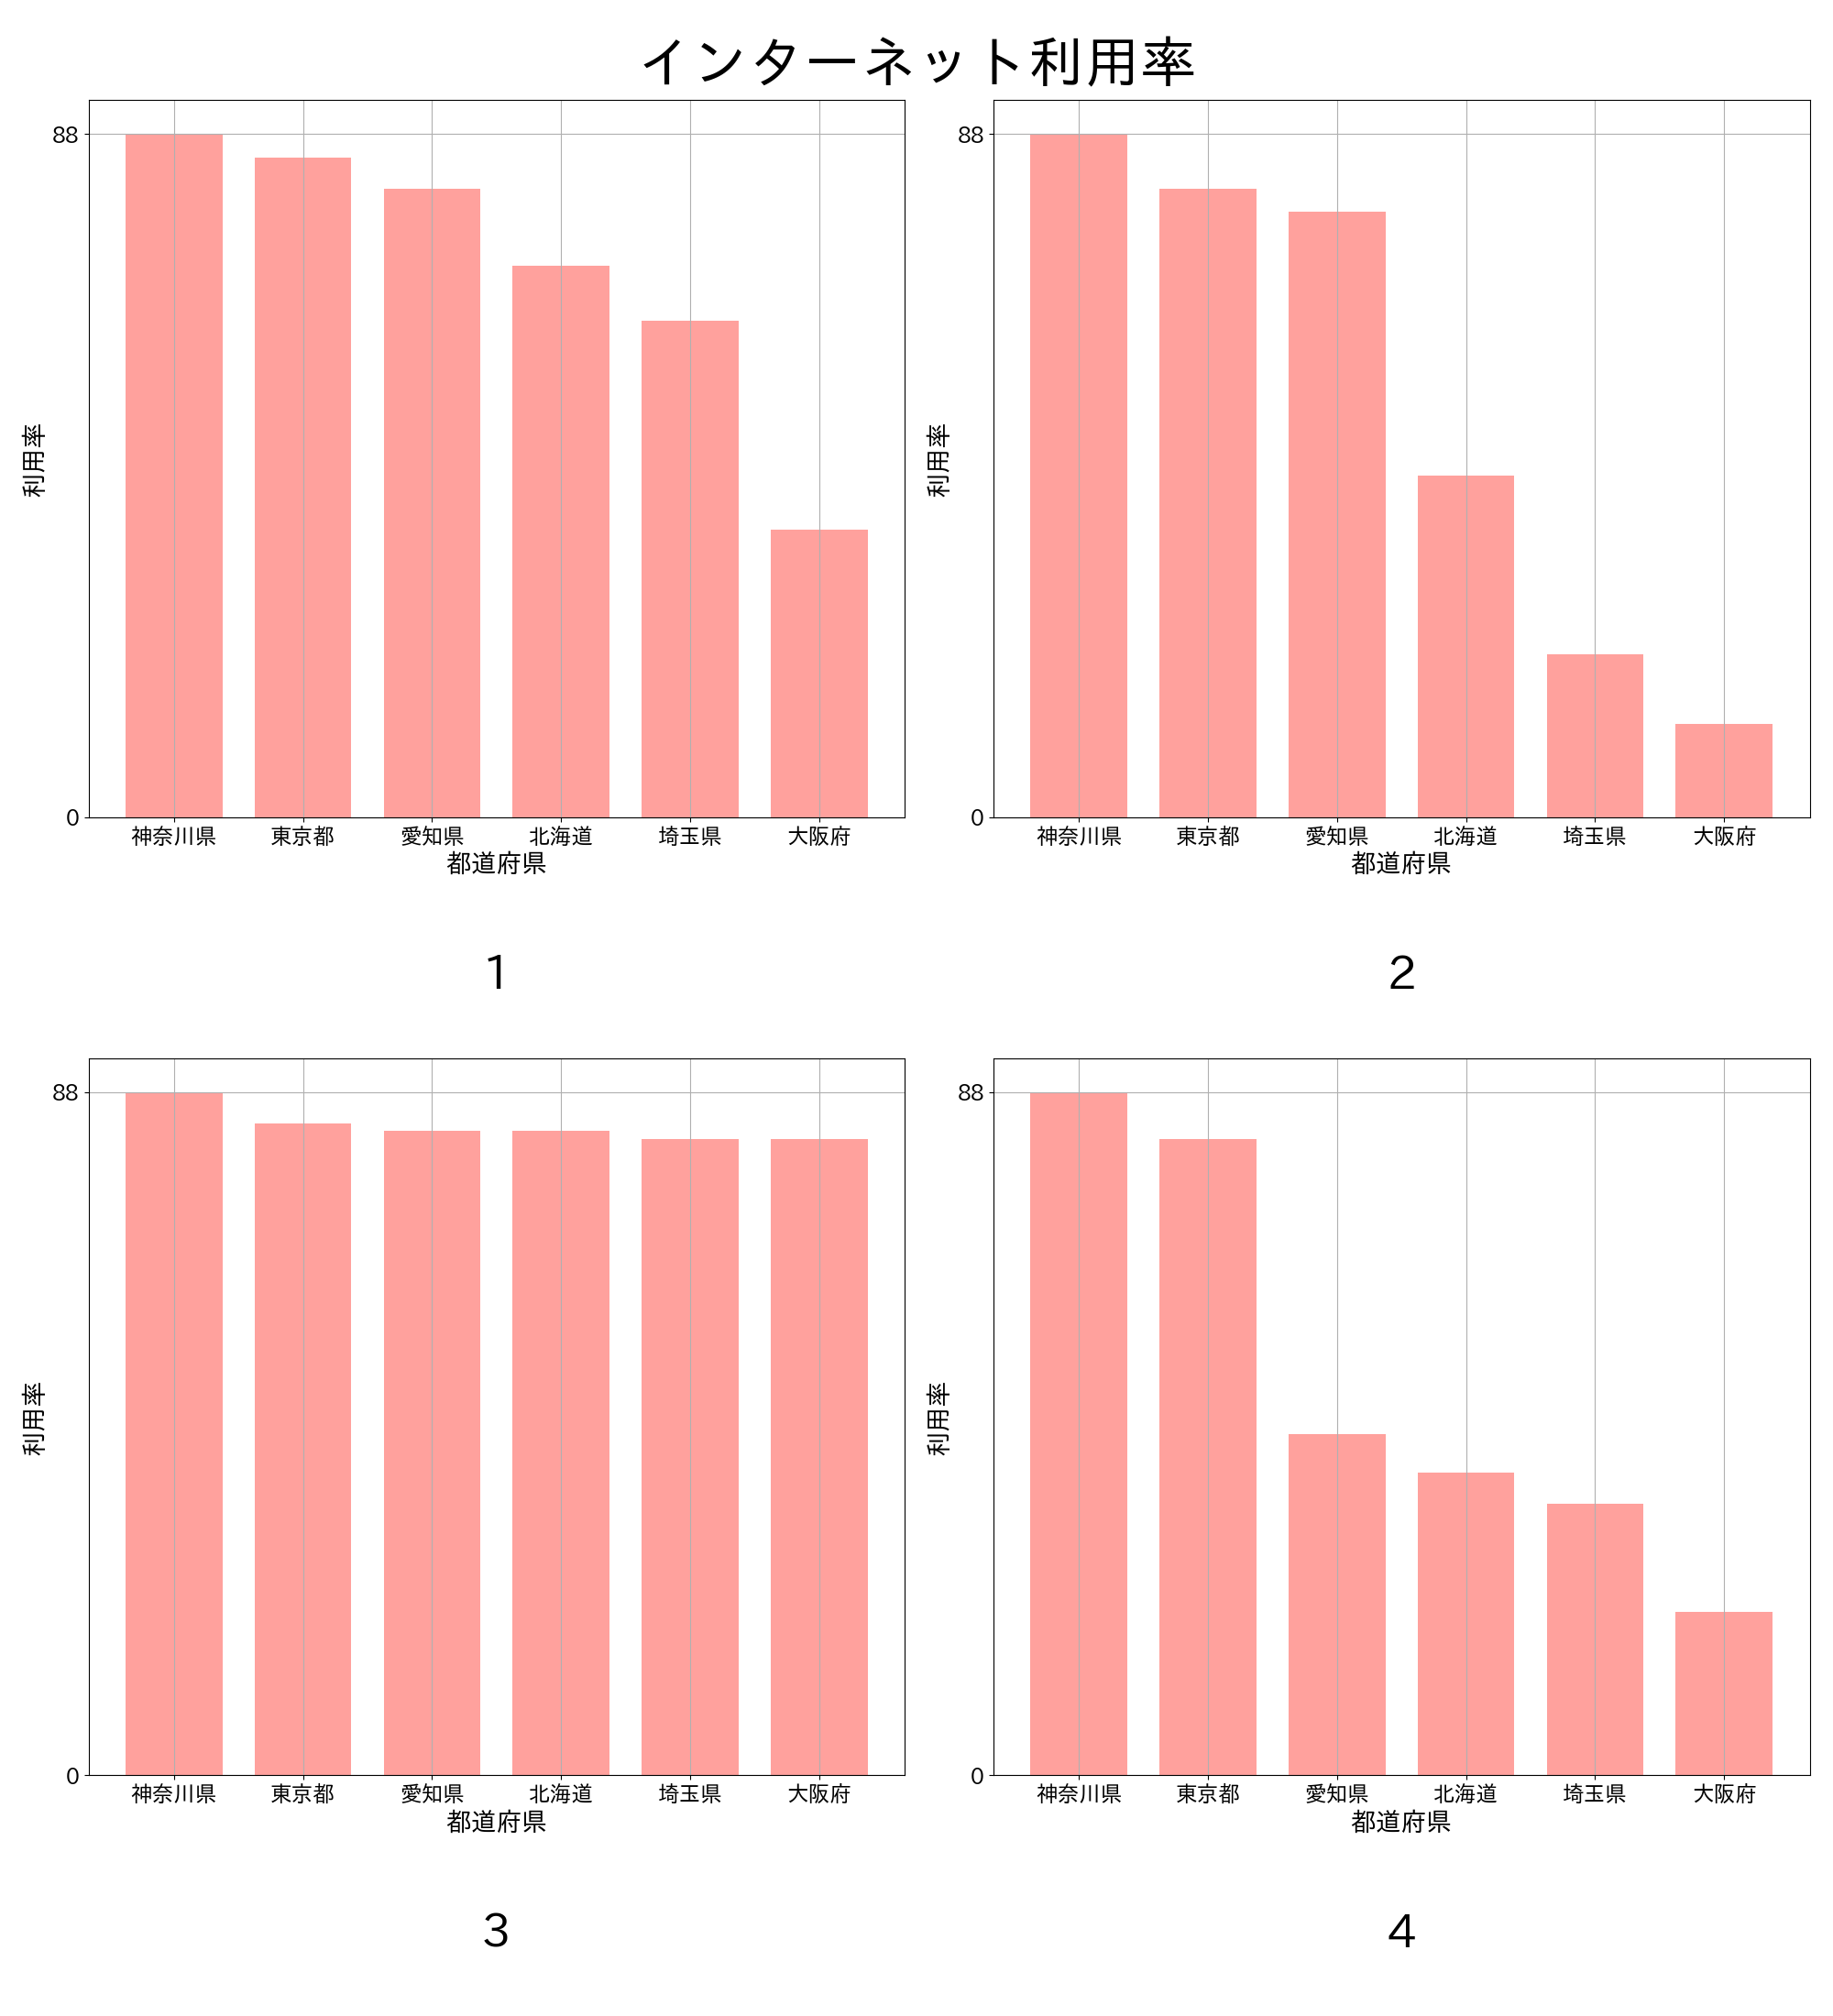 インターネット利用率
88
0
利用率
神奈川県 東京都 愛知県 北海道 埼玉県 大阪府
都道府県
1
88
0
利用率
神奈川県 東京都 愛知県 北海道 埼玉県 大阪府
都道府県
2
88
0
利用率
神奈川県 東京都 愛知県 北海道 埼玉県 大阪府
都道府県
3
88
0
利用率
神奈川県 東京都 愛知県 北海道 埼玉県 大阪府
都道府県
4